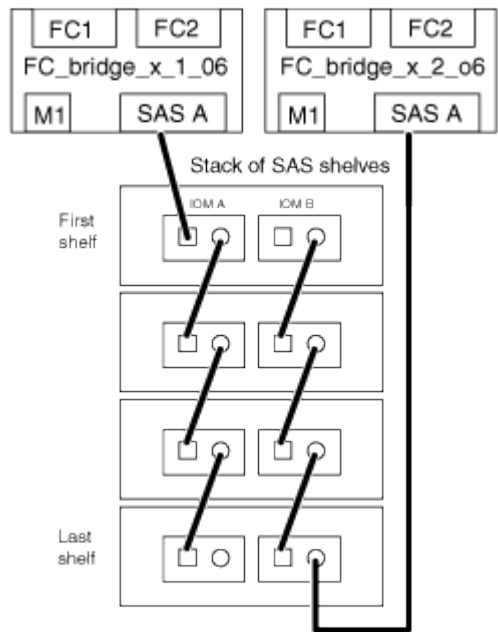 FC1 FC2 FC1 FC2
FC_bridge_x_1_06 FC_bridge_x_2_o6
M1 SAS A M1 SAS A
Stack of SAS shelves
IOM A IOM B
First
shelf
Last
shelf